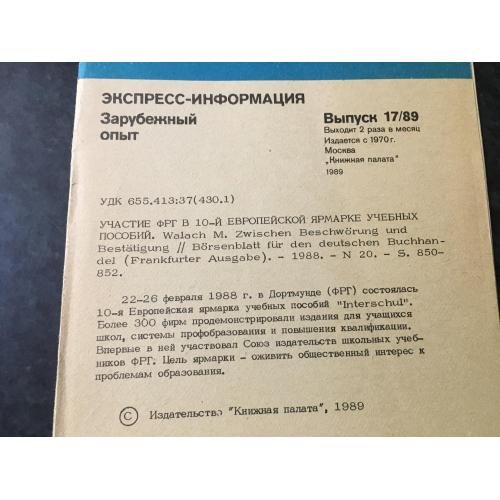 ЭКСПРЕСС-ИНФОРМАЦИЯ
Зарубежный
опыт
Выпуск 17/89
Выходит 2 раза в месяц
Издается с 1970 г.
Москва
„Книжная палата"
1989
УДК 655.413:37(430.1)
УЧАСТИЕ ФРГ В 10-Й ЕВРОПЕЙСКОЙ ЯРМАРКЕ УЧЕБНЫХ
ПОСОБИЙ. Walach M. Zwischen Beschwörung und
Bestätigung // Börsenblatt für den deutschen Buchhan-
del (Frankfurter Ausgabe). - 1988. - N 20. - S. 850-
852.
22-26 февраля 1988 г. в Дортмунде (ФРГ) состоялась
10-я Европейская ярмарка учебных пособий "Interschul".
Более 300 фирм продемонстрировали издания для учащихся
школ, системы профобразования и повышения квалификации.
Впервые в ней участвовал Союз издательств школьных учеб-
ников ФРГ. Цель ярмарки - оживить общественный интерес к
проблемам образования.
© Издательство "Книжная палата", 1989